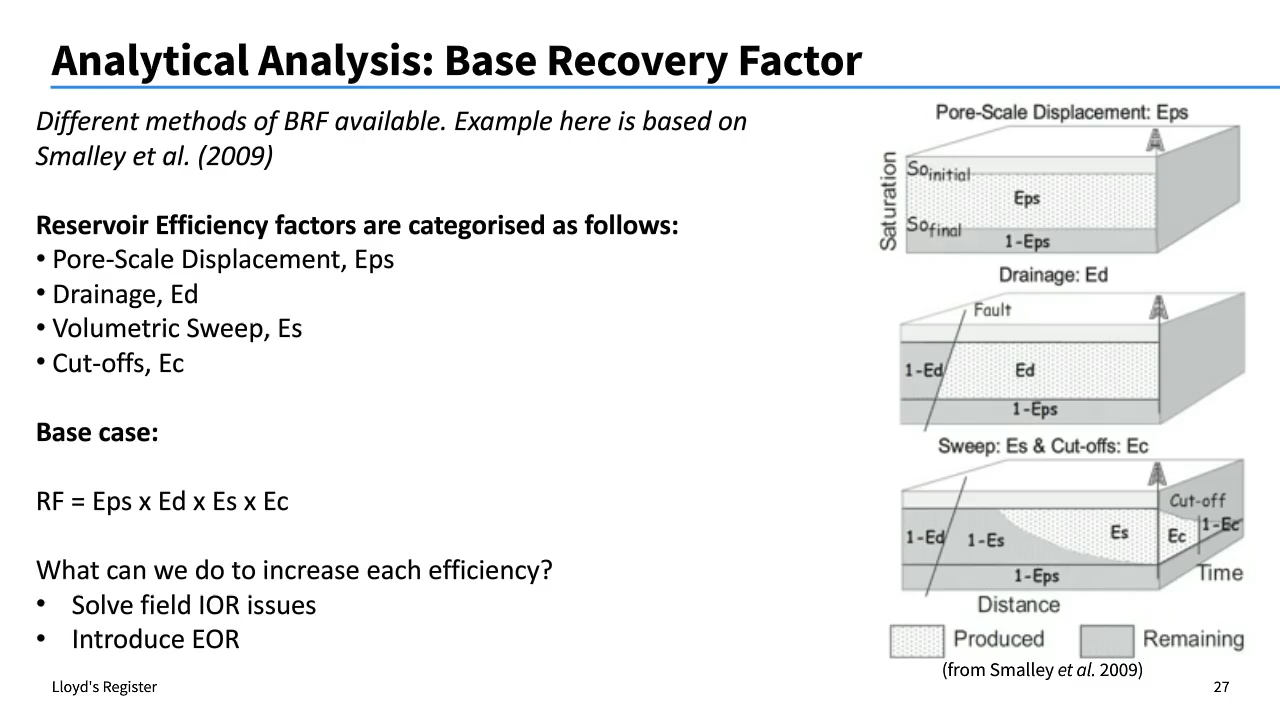 Analytical Analysis: Base Recovery Factor
Different methods of BRF available. Example here is based on
Smalley et al. (2009)
Reservoir Efficiency factors are categorised as follows:
• Pore-Scale Displacement, Eps
• Drainage, Ed
• Volumetric Sweep, Es
• Cut-offs, Ec
Base case:
RF = Eps x Ed x Es x Ec
What can we do to increase each efficiency?
• Solve field IOR issues
• Introduce EOR
Pore-Scale Displacement: Eps
Saturation
Soinitial
Eps
Sofinal
1-Eps
Drainage: Ed
Fault
1-Ed
Ed
1-Eps
Sweep: Es & Cut-offs: Ec
Cut-off
1-Ed
1-Es
Es
Ec
1-Ec
1-Eps
Time
Distance
Produced
Remaining
(from Smalley et al. 2009)
Lloyd's Register
27